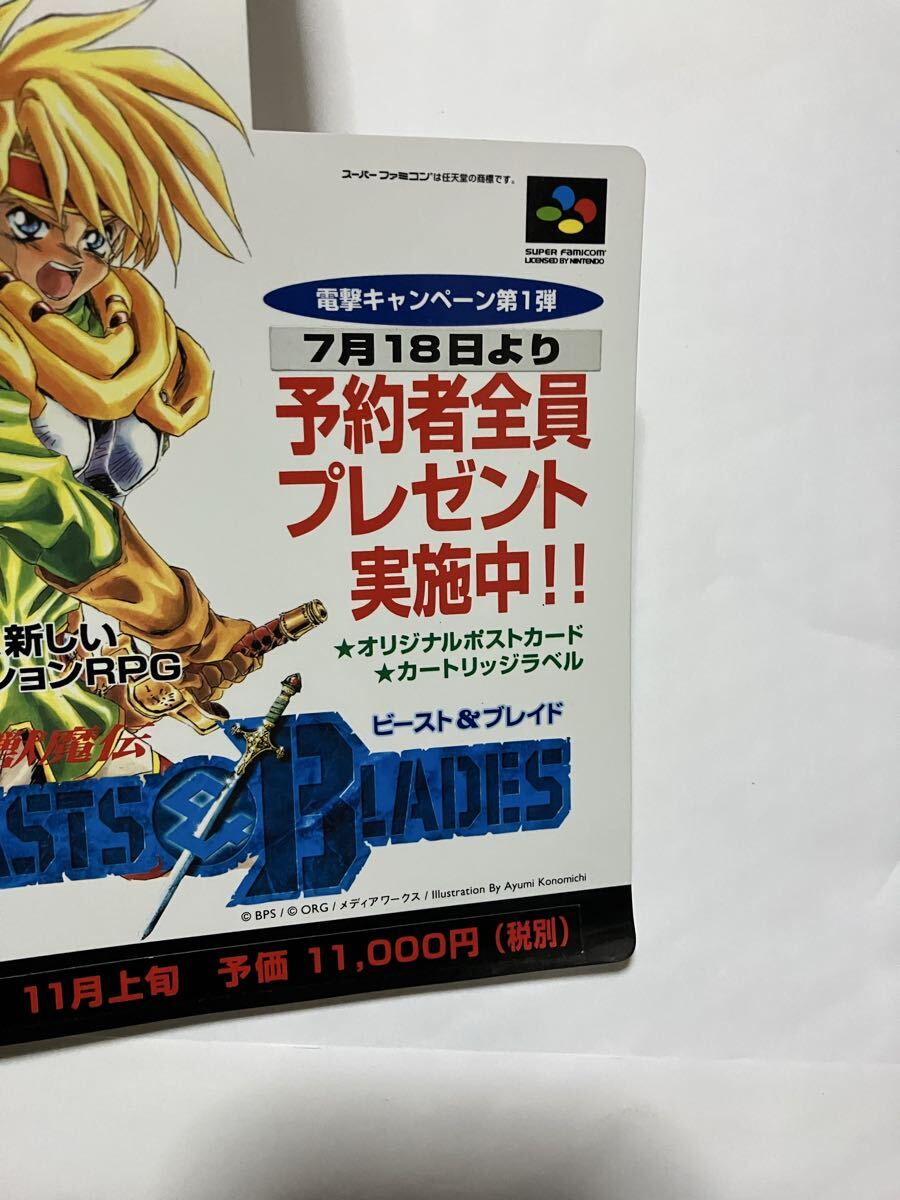 スーパーファミコン®は任天堂の商標です。
SUPER FAMICOM
LICENSED BY NINTENDO
電撃キャンペーン第1弾
7月18日より
予約者全員
プレゼント
実施中!!
★オリジナルポストカード
★カートリッジラベル
新しい
ションRPG
獣魔伝
ビースト&ブレイド
ASTS & BLADES
© BPS / © ORG / メディアワークス / Illustration By Ayumi Konomichi
11月上旬 予価 11,000円(税別)